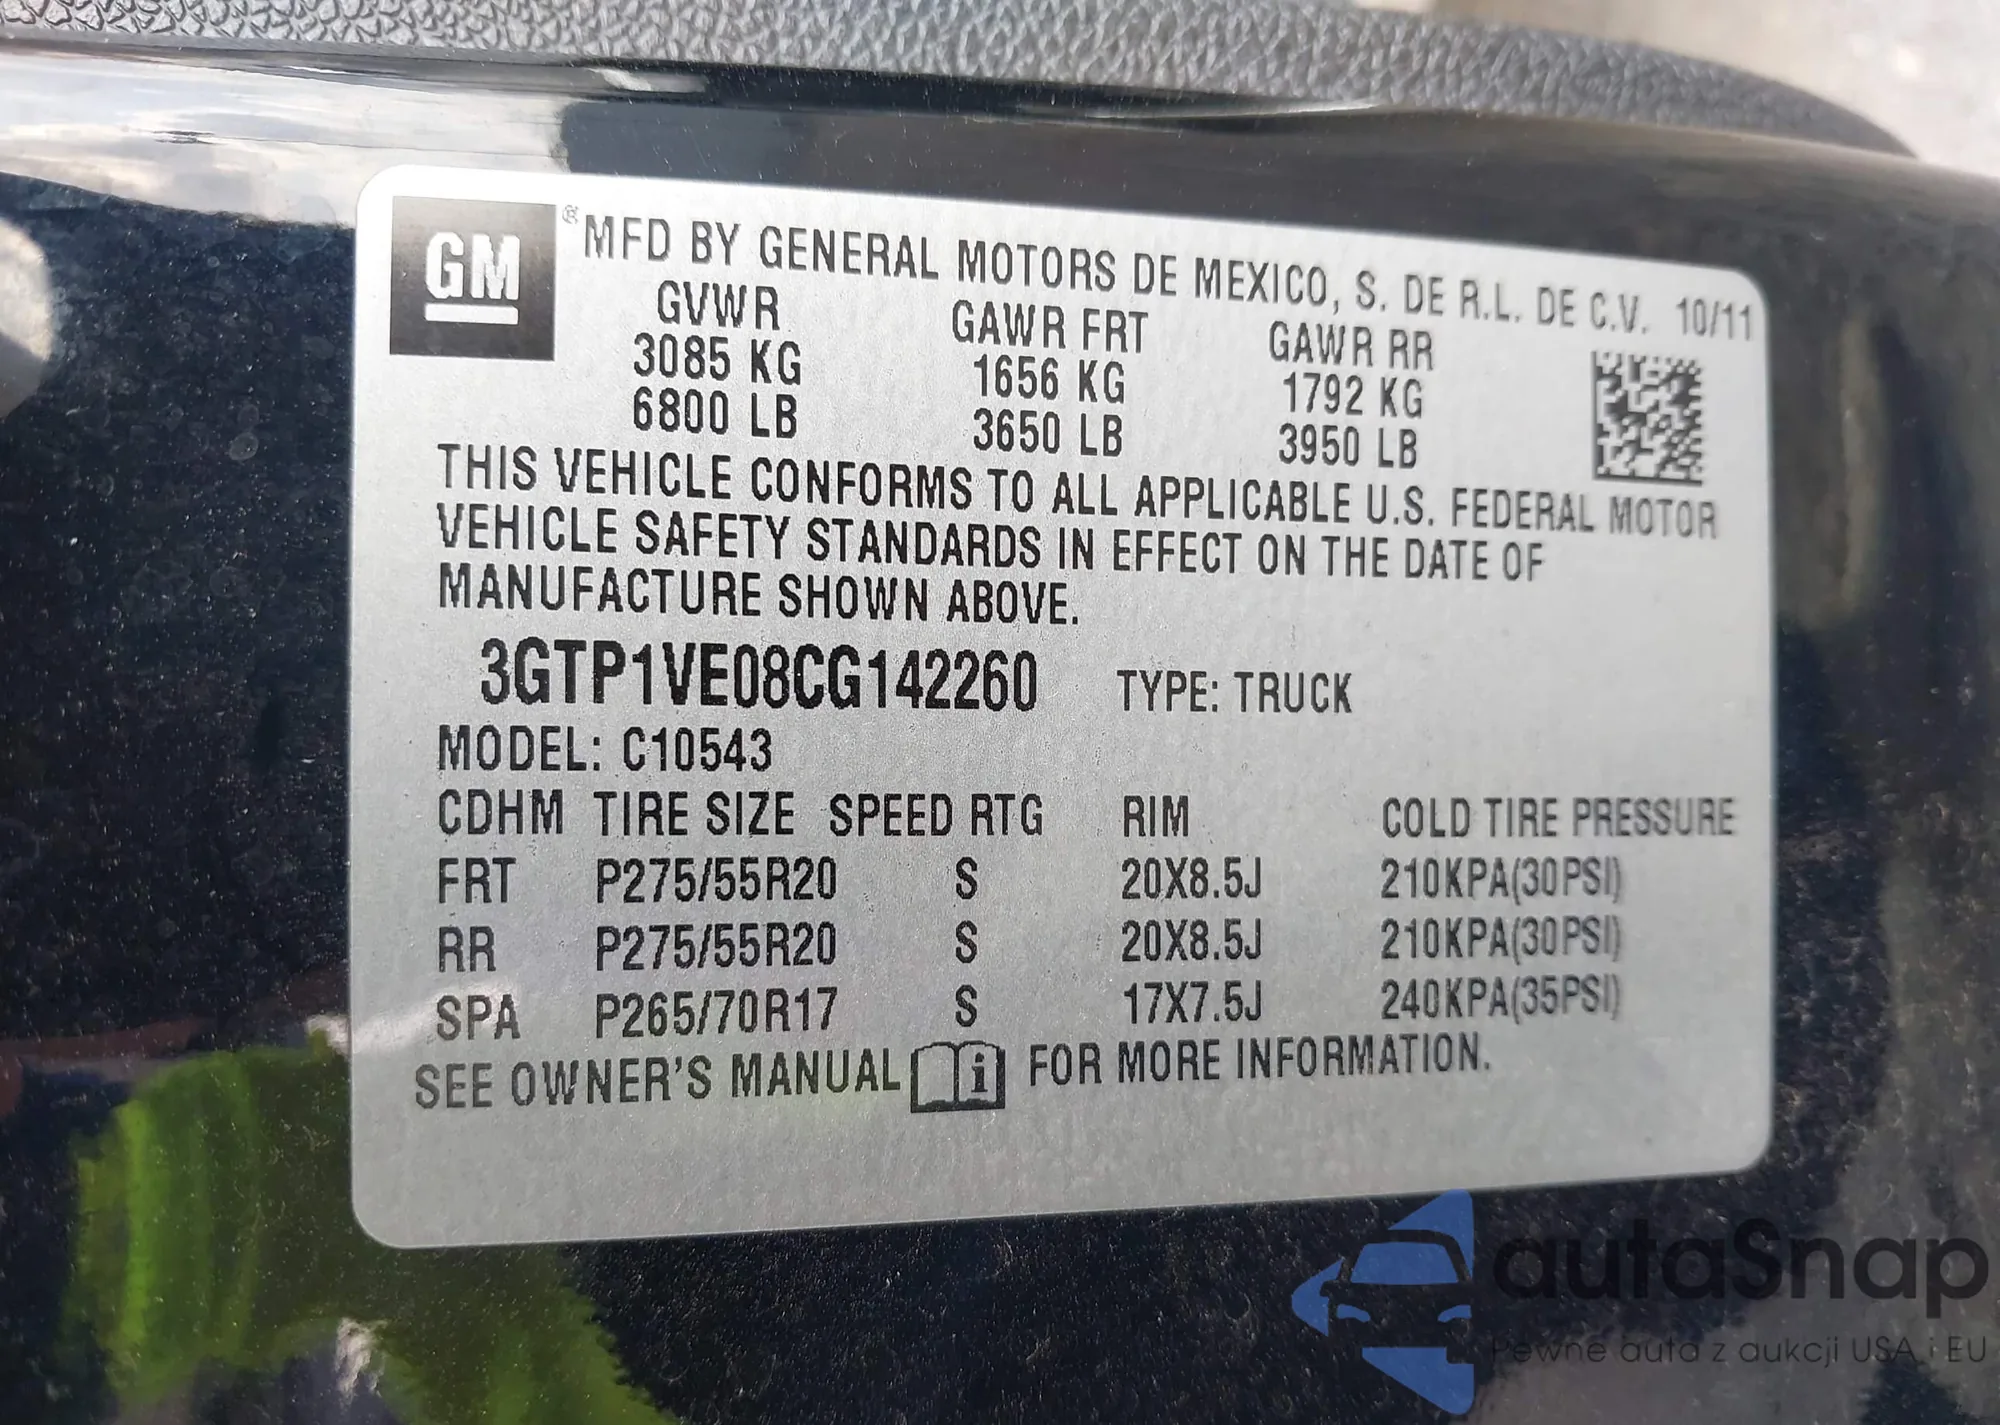 GM ® MFD BY GENERAL MOTORS DE MEXICO, S. DE R.L. DE C.V. 10/11
GVWR GAWR FRT GAWR RR
3085 KG 1656 KG 1792 KG
6800 LB 3650 LB 3950 LB
THIS VEHICLE CONFORMS TO ALL APPLICABLE U.S. FEDERAL MOTOR
VEHICLE SAFETY STANDARDS IN EFFECT ON THE DATE OF
MANUFACTURE SHOWN ABOVE.
3GTP1VE08CG142260 TYPE: TRUCK
MODEL: C10543
CDHM TIRE SIZE SPEED RTG RIM COLD TIRE PRESSURE
FRT P275/55R20 S 20X8.5J 210KPA(30PSI)
RR P275/55R20 S 20X8.5J 210KPA(30PSI)
SPA P265/70R17 S 17X7.5J 240KPA(35PSI)
SEE OWNER'S MANUAL i FOR MORE INFORMATION.
autoSnap
Pewne auta z aukcji USA i EU